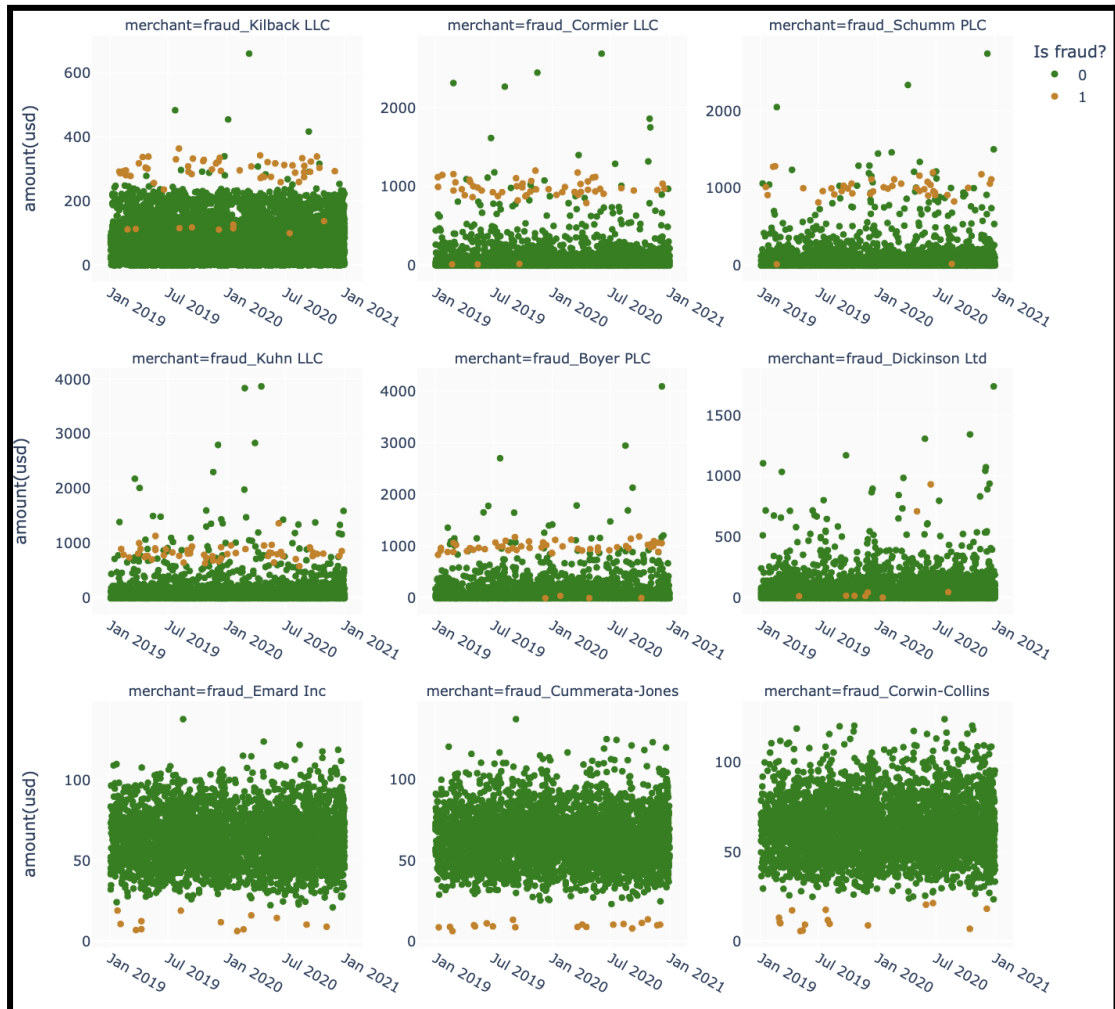 merchant=fraud_Kilback LLC
merchant=fraud_Cormier LLC
merchant=fraud_Schumm PLC
Is fraud?
0
1
amount(usd)
600
400
200
0
2000
1000
0
2000
1000
0
Jan 2019
Jul 2019
Jan 2020
Jul 2020
Jan 2021
Jan 2019
Jul 2019
Jan 2020
Jul 2020
Jan 2021
Jan 2019
Jul 2019
Jan 2020
Jul 2020
Jan 2021
merchant=fraud_Kuhn LLC
merchant=fraud_Boyer PLC
merchant=fraud_Dickinson Ltd
amount(usd)
4000
3000
2000
1000
0
4000
3000
2000
1000
0
1500
1000
500
0
Jan 2019
Jul 2019
Jan 2020
Jul 2020
Jan 2021
Jan 2019
Jul 2019
Jan 2020
Jul 2020
Jan 2021
Jan 2019
Jul 2019
Jan 2020
Jul 2020
Jan 2021
merchant=fraud_Emard Inc
merchant=fraud_Cummerata-Jones
merchant=fraud_Corwin-Collins
amount(usd)
100
50
0
100
50
0
100
50
0
Jan 2019
Jul 2019
Jan 2020
Jul 2020
Jan 2021
Jan 2019
Jul 2019
Jan 2020
Jul 2020
Jan 2021
Jan 2019
Jul 2019
Jan 2020
Jul 2020
Jan 2021